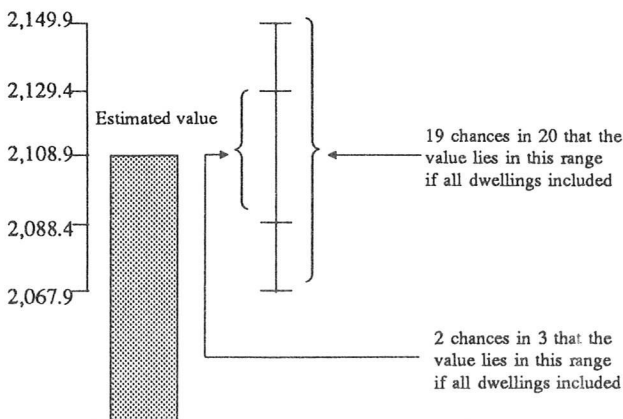 2,149.9
2,129.4
Estimated value
2,108.9
2,088.4
2,067.9
19 chances in 20 that the
value lies in this range
if all dwellings included
2 chances in 3 that the
value lies in this range
if all dwellings included